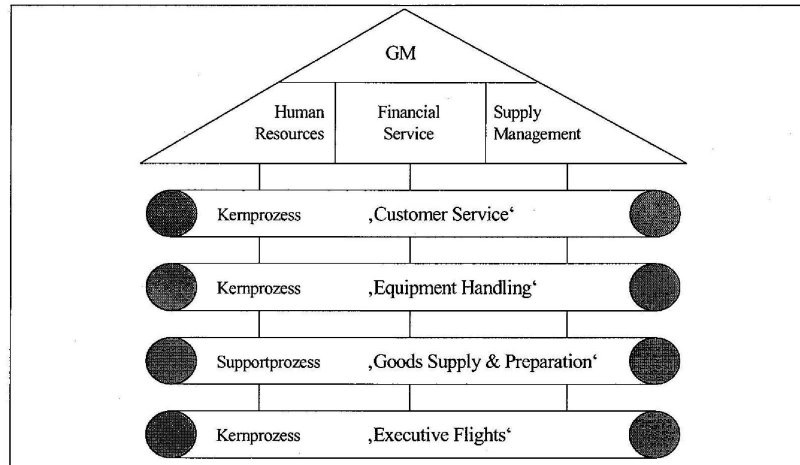 GM
Human Resources
Financial Service
Supply Management
Kernprozess ‚Customer Service‘
Kernprozess ‚Equipment Handling‘
Supportprozess ‚Goods Supply & Preparation‘
Kernprozess ‚Executive Flights‘